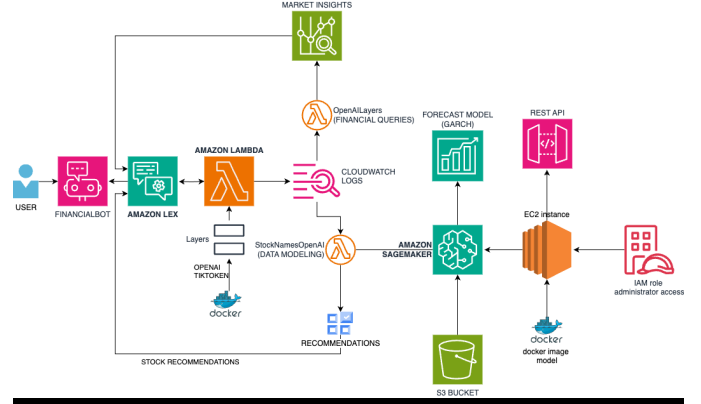 MARKET INSIGHTS
OpenAILayers
(FINANCIAL QUERIES)
FORECAST MODEL
(GARCH)
REST API
AMAZON LAMBDA
CLOUDWATCH
LOGS
USER
FINANCIALBOT
AMAZON LEX
EC2 instance
Layers
StockNamesOpenAI
(DATA MODELING)
AMAZON
SAGEMAKER
OPENAI
TIKTOKEN
IAM role
administrator access
docker
docker
docker image
model
RECOMMENDATIONS
STOCK RECOMMENDATIONS
S3 BUCKET